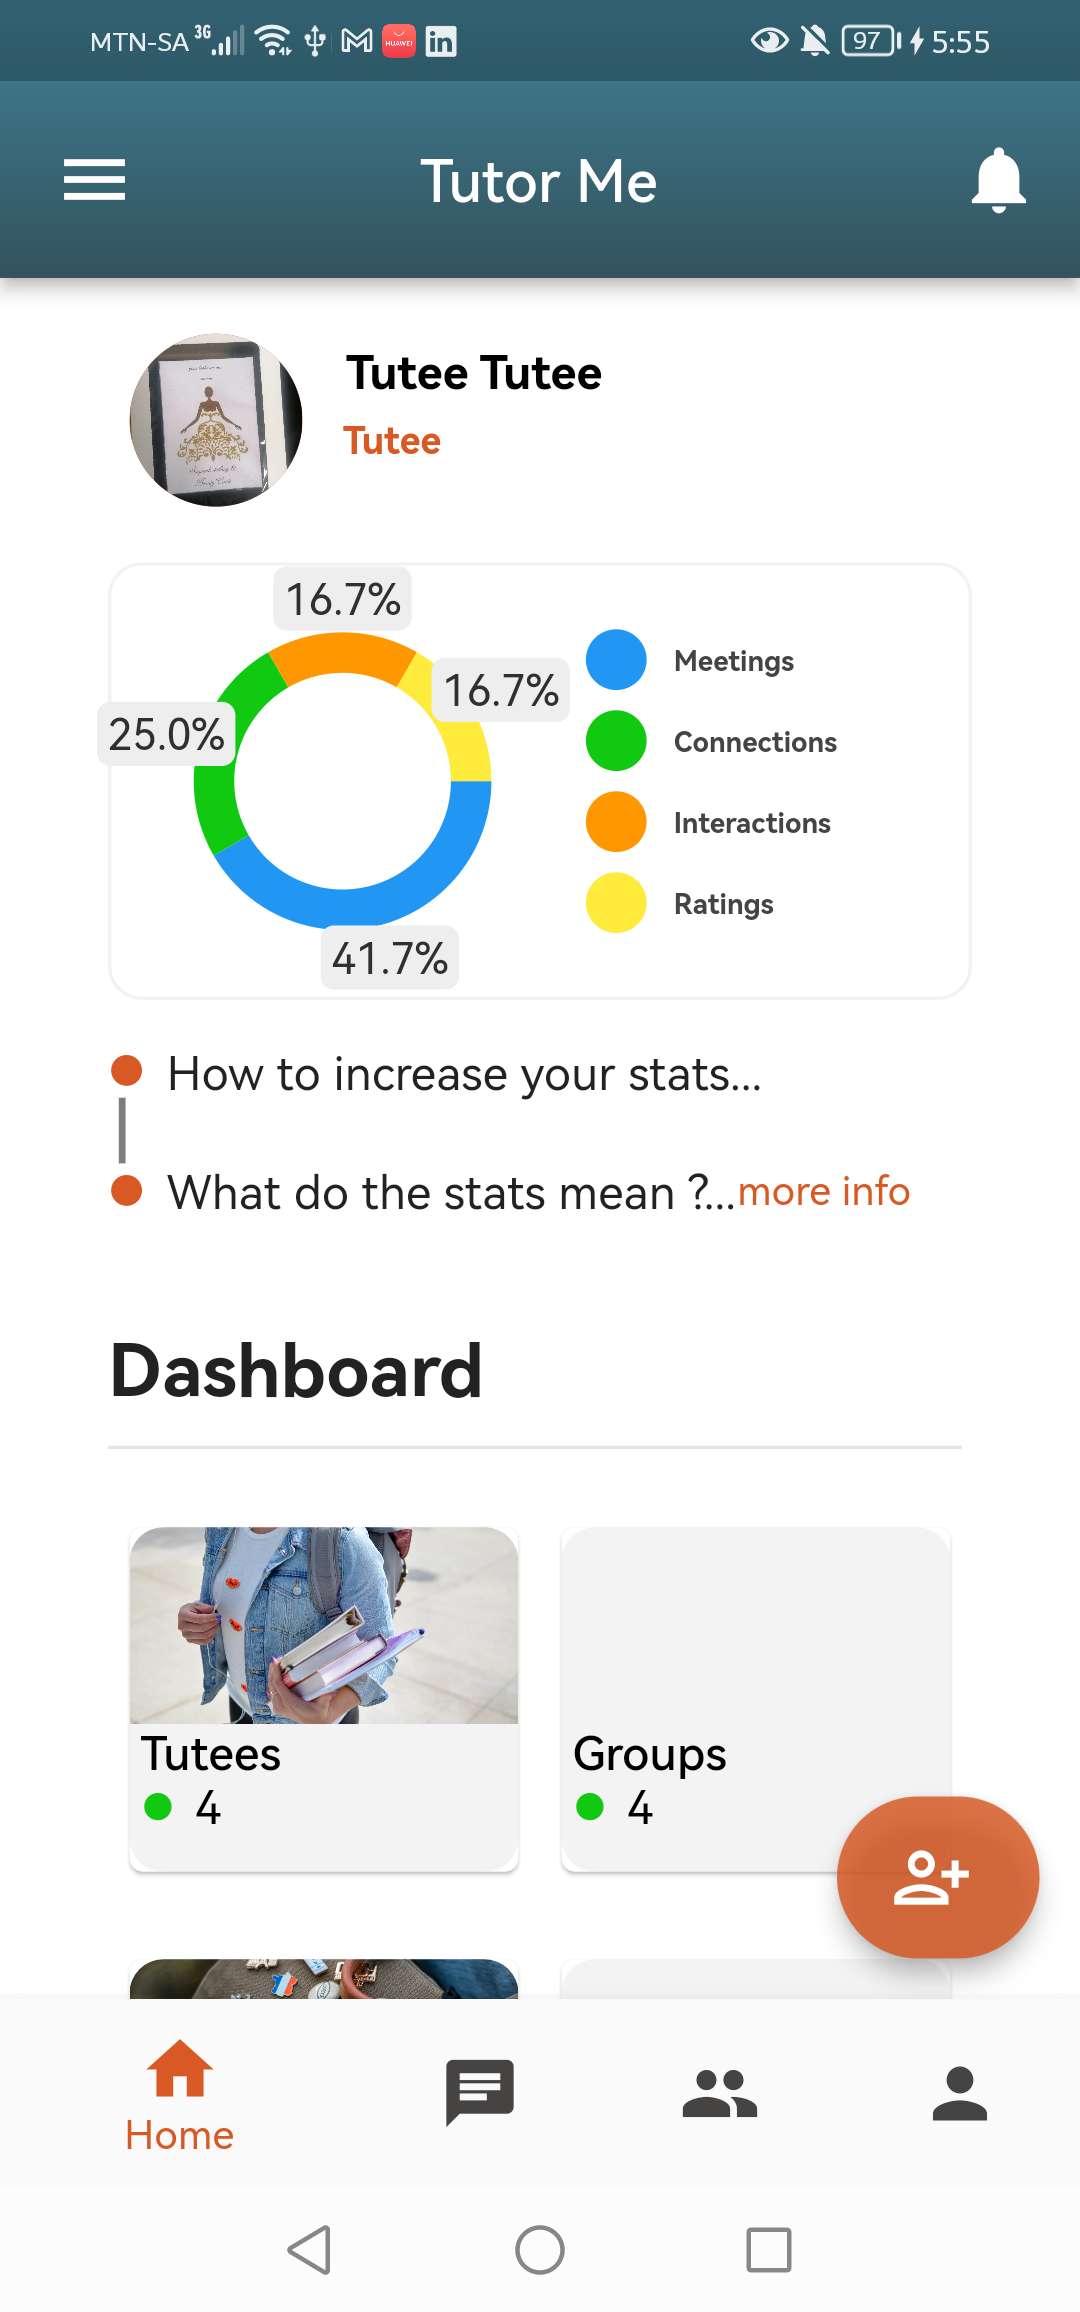 MTN-SA 3G HUAWEI in 97 5:55
Tutor Me
Tutee Tutee
Tutee
16.7%
16.7%
25.0%
41.7%
Meetings
Connections
Interactions
Ratings
How to increase your stats...
What do the stats mean ?...more info
Dashboard
Tutees
4
Groups
4
Home